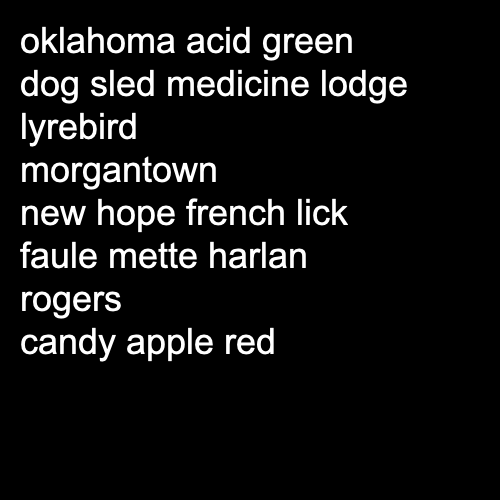 oklahoma acid green
dog sled medicine lodge
lyrebird
morgantown
new hope french lick
faule mette harlan
rogers
candy apple red